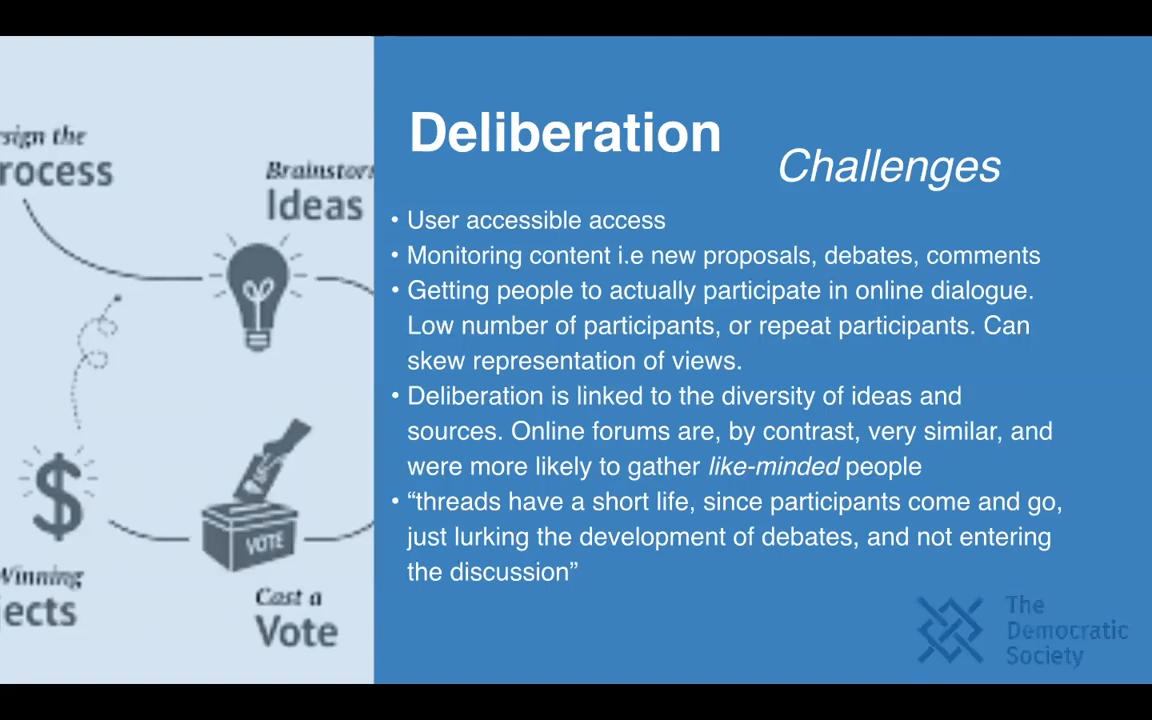 sign the
rocess
Brainstor
Ideas
VOTE
Winning
jects
Cast a
Vote
Deliberation
Challenges
• User accessible access
• Monitoring content i.e new proposals, debates, comments
• Getting people to actually participate in online dialogue.
Low number of participants, or repeat participants. Can
skew representation of views.
• Deliberation is linked to the diversity of ideas and
sources. Online forums are, by contrast, very similar, and
were more likely to gather like-minded people
• “threads have a short life, since participants come and go,
just lurking the development of debates, and not entering
the discussion”
The
Democratic
Society